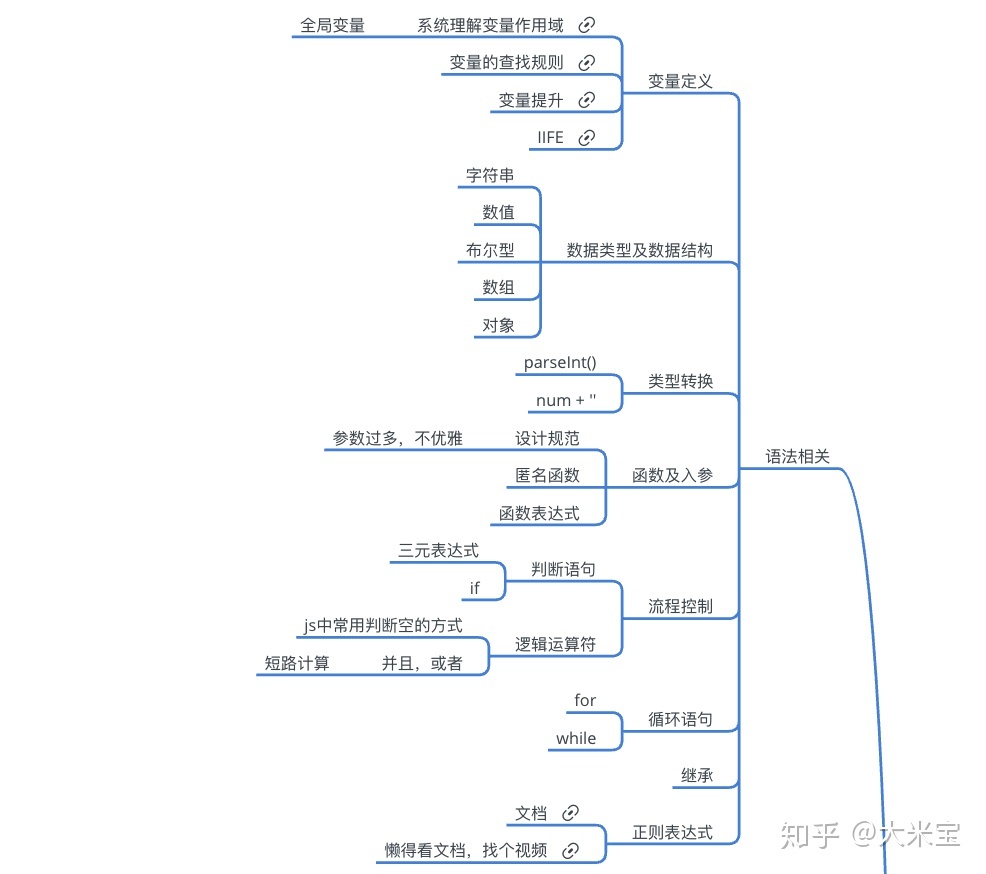 全局变量 系统理解变量作用域
变量的查找规则
变量定义
变量提升
IIFE
字符串
数值
布尔型 数据类型及数据结构
数组
对象
parseInt()
类型转换
num + ''
参数过多，不优雅 设计规范
语法相关
匿名函数 函数及入参
函数表达式
三元表达式
判断语句
if
流程控制
js中常用判断空的方式
逻辑运算符
短路计算 并且，或者
for
循环语句
while
继承
文档
正则表达式
知乎 @大米宝
懒得看文档，找个视频